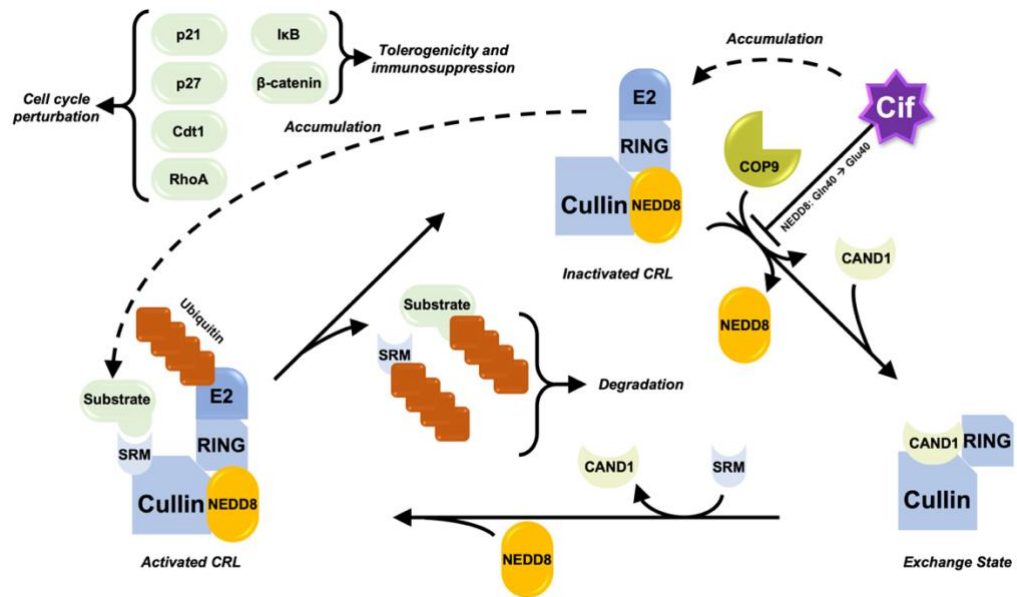 p21
IκB
p27
β-catenin
Cdt1
RhoA
Cell cycle
perturbation
Tolerogenicity and
immunosuppression
Accumulation
Accumulation
Cif
E2
RING
Cullin
NEDD8
Inactivated CRL
COP9
NEDD8: Gln40 → Glu40
CAND1
NEDD8
Ubiquitin
Substrate
SRM
E2
RING
Cullin
NEDD8
Activated CRL
Substrate
SRM
Degradation
CAND1
SRM
NEDD8
CAND1
RING
Cullin
Exchange State